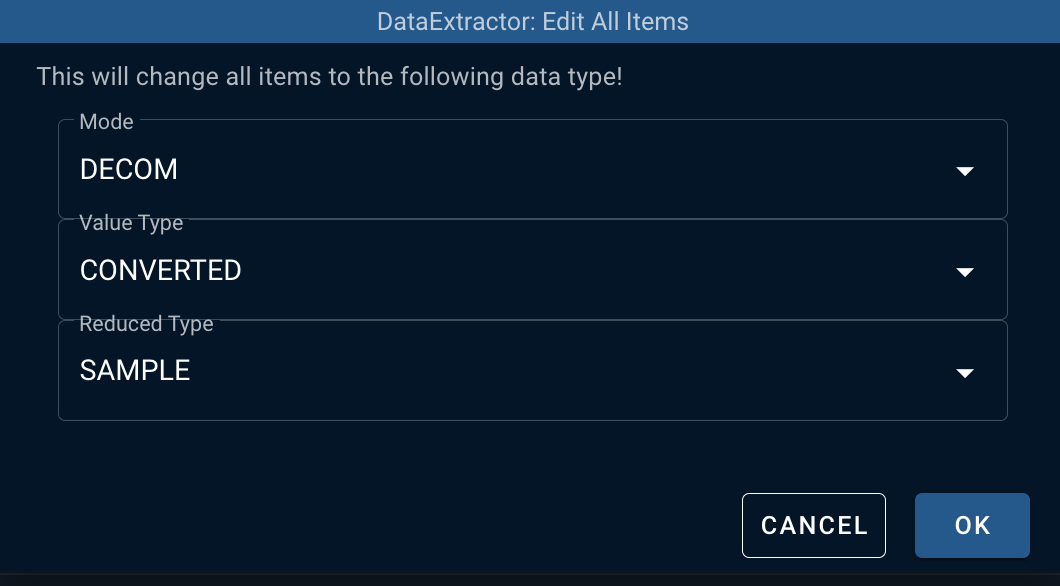 DataExtractor: Edit All Items
This will change all items to the following data type!
Mode
DECOM
Value Type
CONVERTED
Reduced Type
SAMPLE
CANCEL
OK